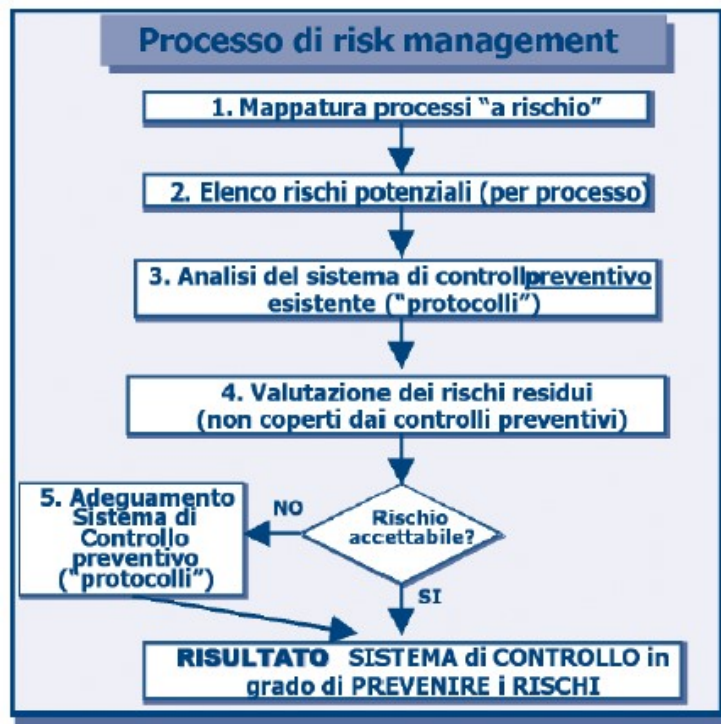 Processo di risk management
1. Mappatura processi “a rischio”
2. Elenco rischi potenziali (per processo)
3. Analisi del sistema di controllo preventivo
esistente (“protocolli”)
4. Valutazione dei rischi residui
(non coperti dai controlli preventivi)
5. Adeguamento
Sistema di
Controllo
preventivo
(“protocolli”)
NO
Rischio
accettabile?
SI
RISULTATO SISTEMA di CONTROLLO in
grado di PREVENIRE i RISCHI